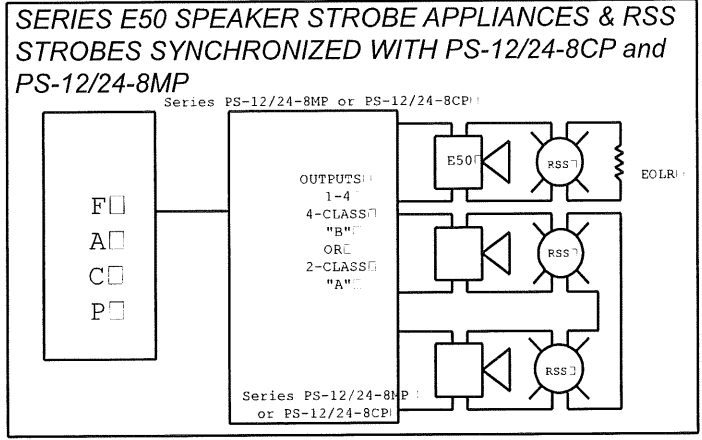 SERIES E50 SPEAKER STROBE APPLIANCES & RSS
STROBES SYNCHRONIZED WITH PS-12/24-8CP and
PS-12/24-8MP
Series PS-12/24-8MP or PS-12/24-8CP
F
A
C
P
OUTPUTS
1-4
4-CLASS
"B"
OR
2-CLASS
"A"
Series PS-12/24-8MP
or PS-12/24-8CP
E50
RSS
EOLR
RSS
RSS